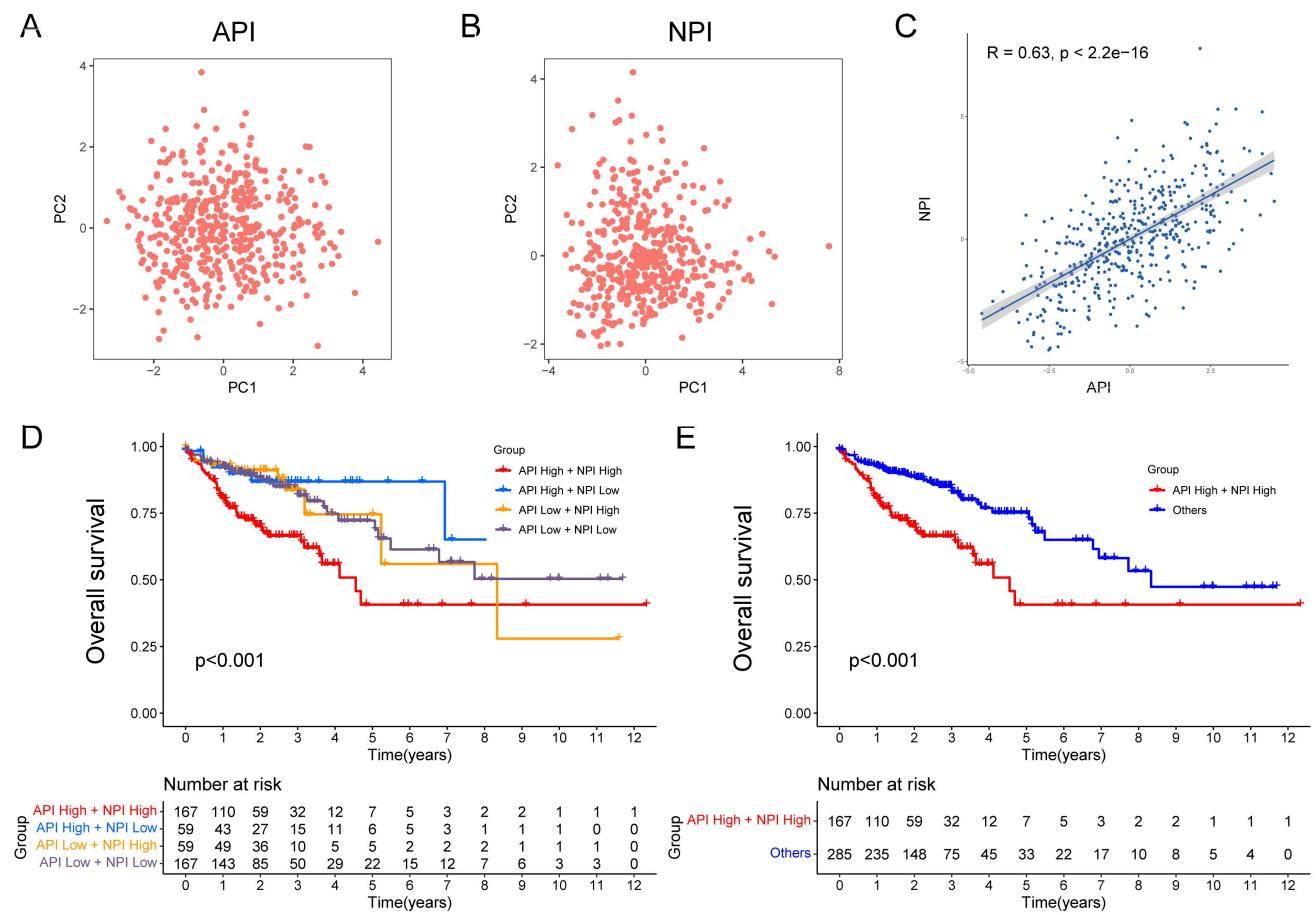 A
API
4
2
0
−2
PC2
−2
0
2
4
PC1
B
NPI
4
2
0
−2
PC2
−4
0
4
8
PC1
C
R = 0.63, p < 2.2e−16
5
0
−5
NPI
−5.0
−2.5
0.0
2.5
API
D
1.00
0.75
0.50
0.25
0.00
Overall survival
p<0.001
Group
API High + NPI High
API High + NPI Low
API Low + NPI High
API Low + NPI Low
0 1 2 3 4 5 6 7 8 9 10 11 12
Time(years)
Number at risk
Group
API High + NPI High 167 110 59 32 12 7 5 3 2 2 1 1 1
API High + NPI Low 59 43 27 15 11 6 5 3 1 1 1 0 0
API Low + NPI High 59 49 36 10 5 5 2 2 2 1 1 1 0
API Low + NPI Low 167 143 85 50 29 22 15 12 7 6 3 3 0
0 1 2 3 4 5 6 7 8 9 10 11 12
Time(years)
E
1.00
0.75
0.50
0.25
0.00
Overall survival
p<0.001
Group
API High + NPI High
Others
0 1 2 3 4 5 6 7 8 9 10 11 12
Time(years)
Number at risk
Group
API High + NPI High 167 110 59 32 12 7 5 3 2 2 1 1 1
Others 285 235 148 75 45 33 22 17 10 8 5 4 0
0 1 2 3 4 5 6 7 8 9 10 11 12
Time(years)